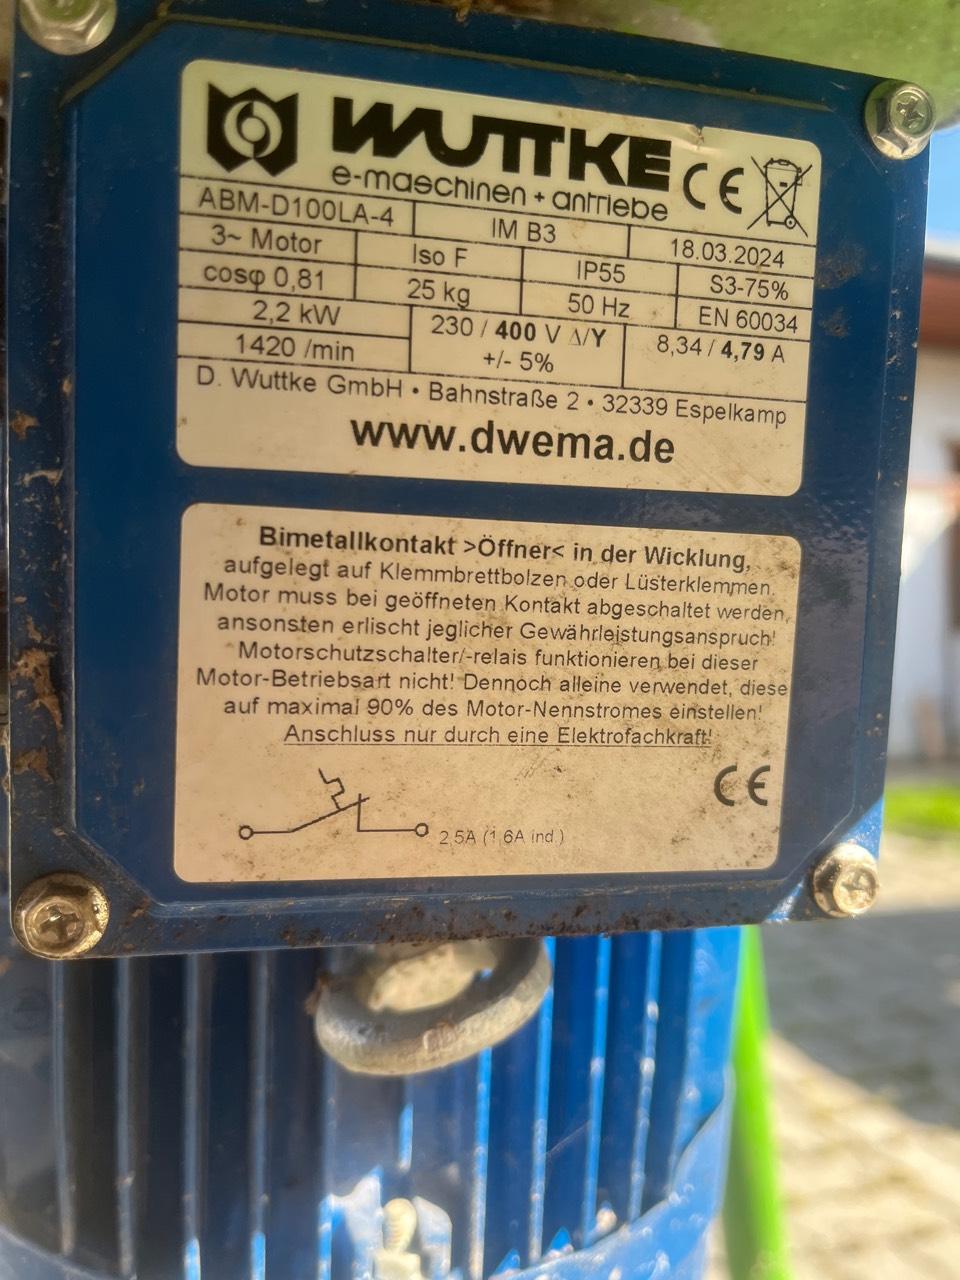 WUTTKE
e-maschinen + antriebe
CE
ABM-D100LA-4 IM B3 18.03.2024
3~ Motor Iso F IP55 S3-75%
cosφ 0,81 25 kg 50 Hz EN 60034
2,2 kW 230 / 400 V Δ/Y 8,34 / 4,79 A
1420 /min +/- 5%
D. Wuttke GmbH • Bahnstraße 2 • 32339 Espelkamp
www.dwema.de
Bimetallkontakt >Öffner< in der Wicklung,
aufgelegt auf Klemmbrettbolzen oder Lüsterklemmen.
Motor muss bei geöffneten Kontakt abgeschaltet werden,
ansonsten erlischt jeglicher Gewährleistungsanspruch!
Motorschutzschalter/-relais funktionieren bei dieser
Motor-Betriebsart nicht! Dennoch alleine verwendet, diese
auf maximal 90% des Motor-Nennstromes einstellen!
Anschluss nur durch eine Elektrofachkraft!
CE
2,5A (1,6A ind.)